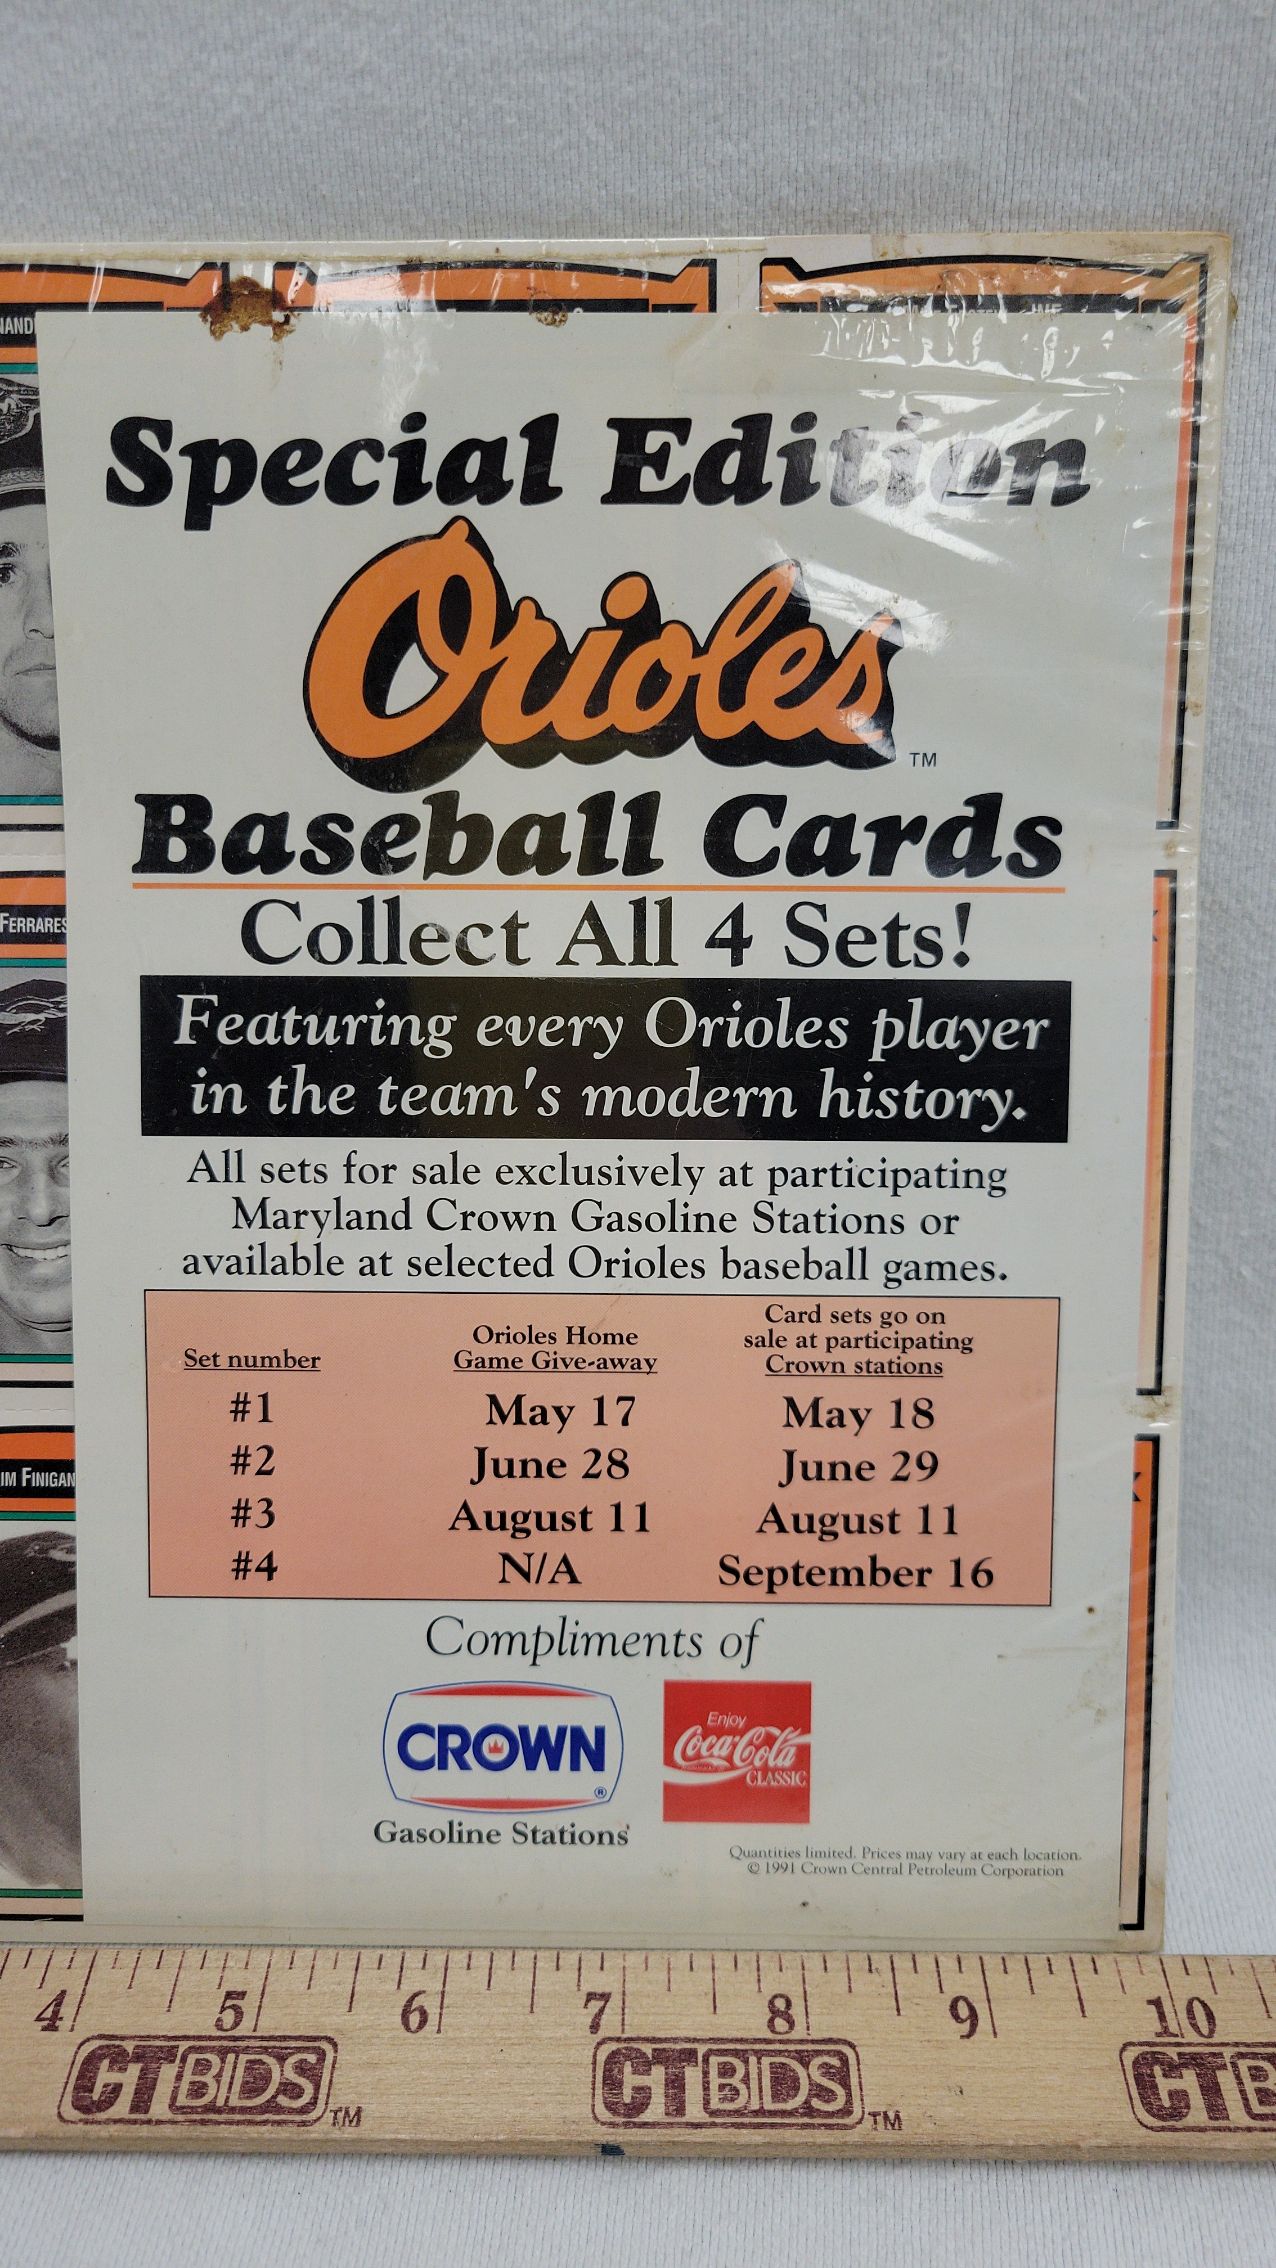 NAND
Special Edition
Orioles
TM
Baseball Cards
Collect All 4 Sets!
Featuring every Orioles player
in the team's modern history.
All sets for sale exclusively at participating
Maryland Crown Gasoline Stations or
available at selected Orioles baseball games.
Set number
Orioles Home
Game Give-away
Card sets go on
sale at participating
Crown stations
#1 May 17 May 18
#2 June 28 June 29
#3 August 11 August 11
#4 N/A September 16
Compliments of
CROWN
®
Gasoline Stations
Enjoy
Coca-Cola
CLASSIC
Quantities limited. Prices may vary at each location.
© 1991 Crown Central Petroleum Corporation
FERRARES
IM FINIGAN
4 5 6 7 8 9 10
CTBIDS TM CTBIDS TM CTB